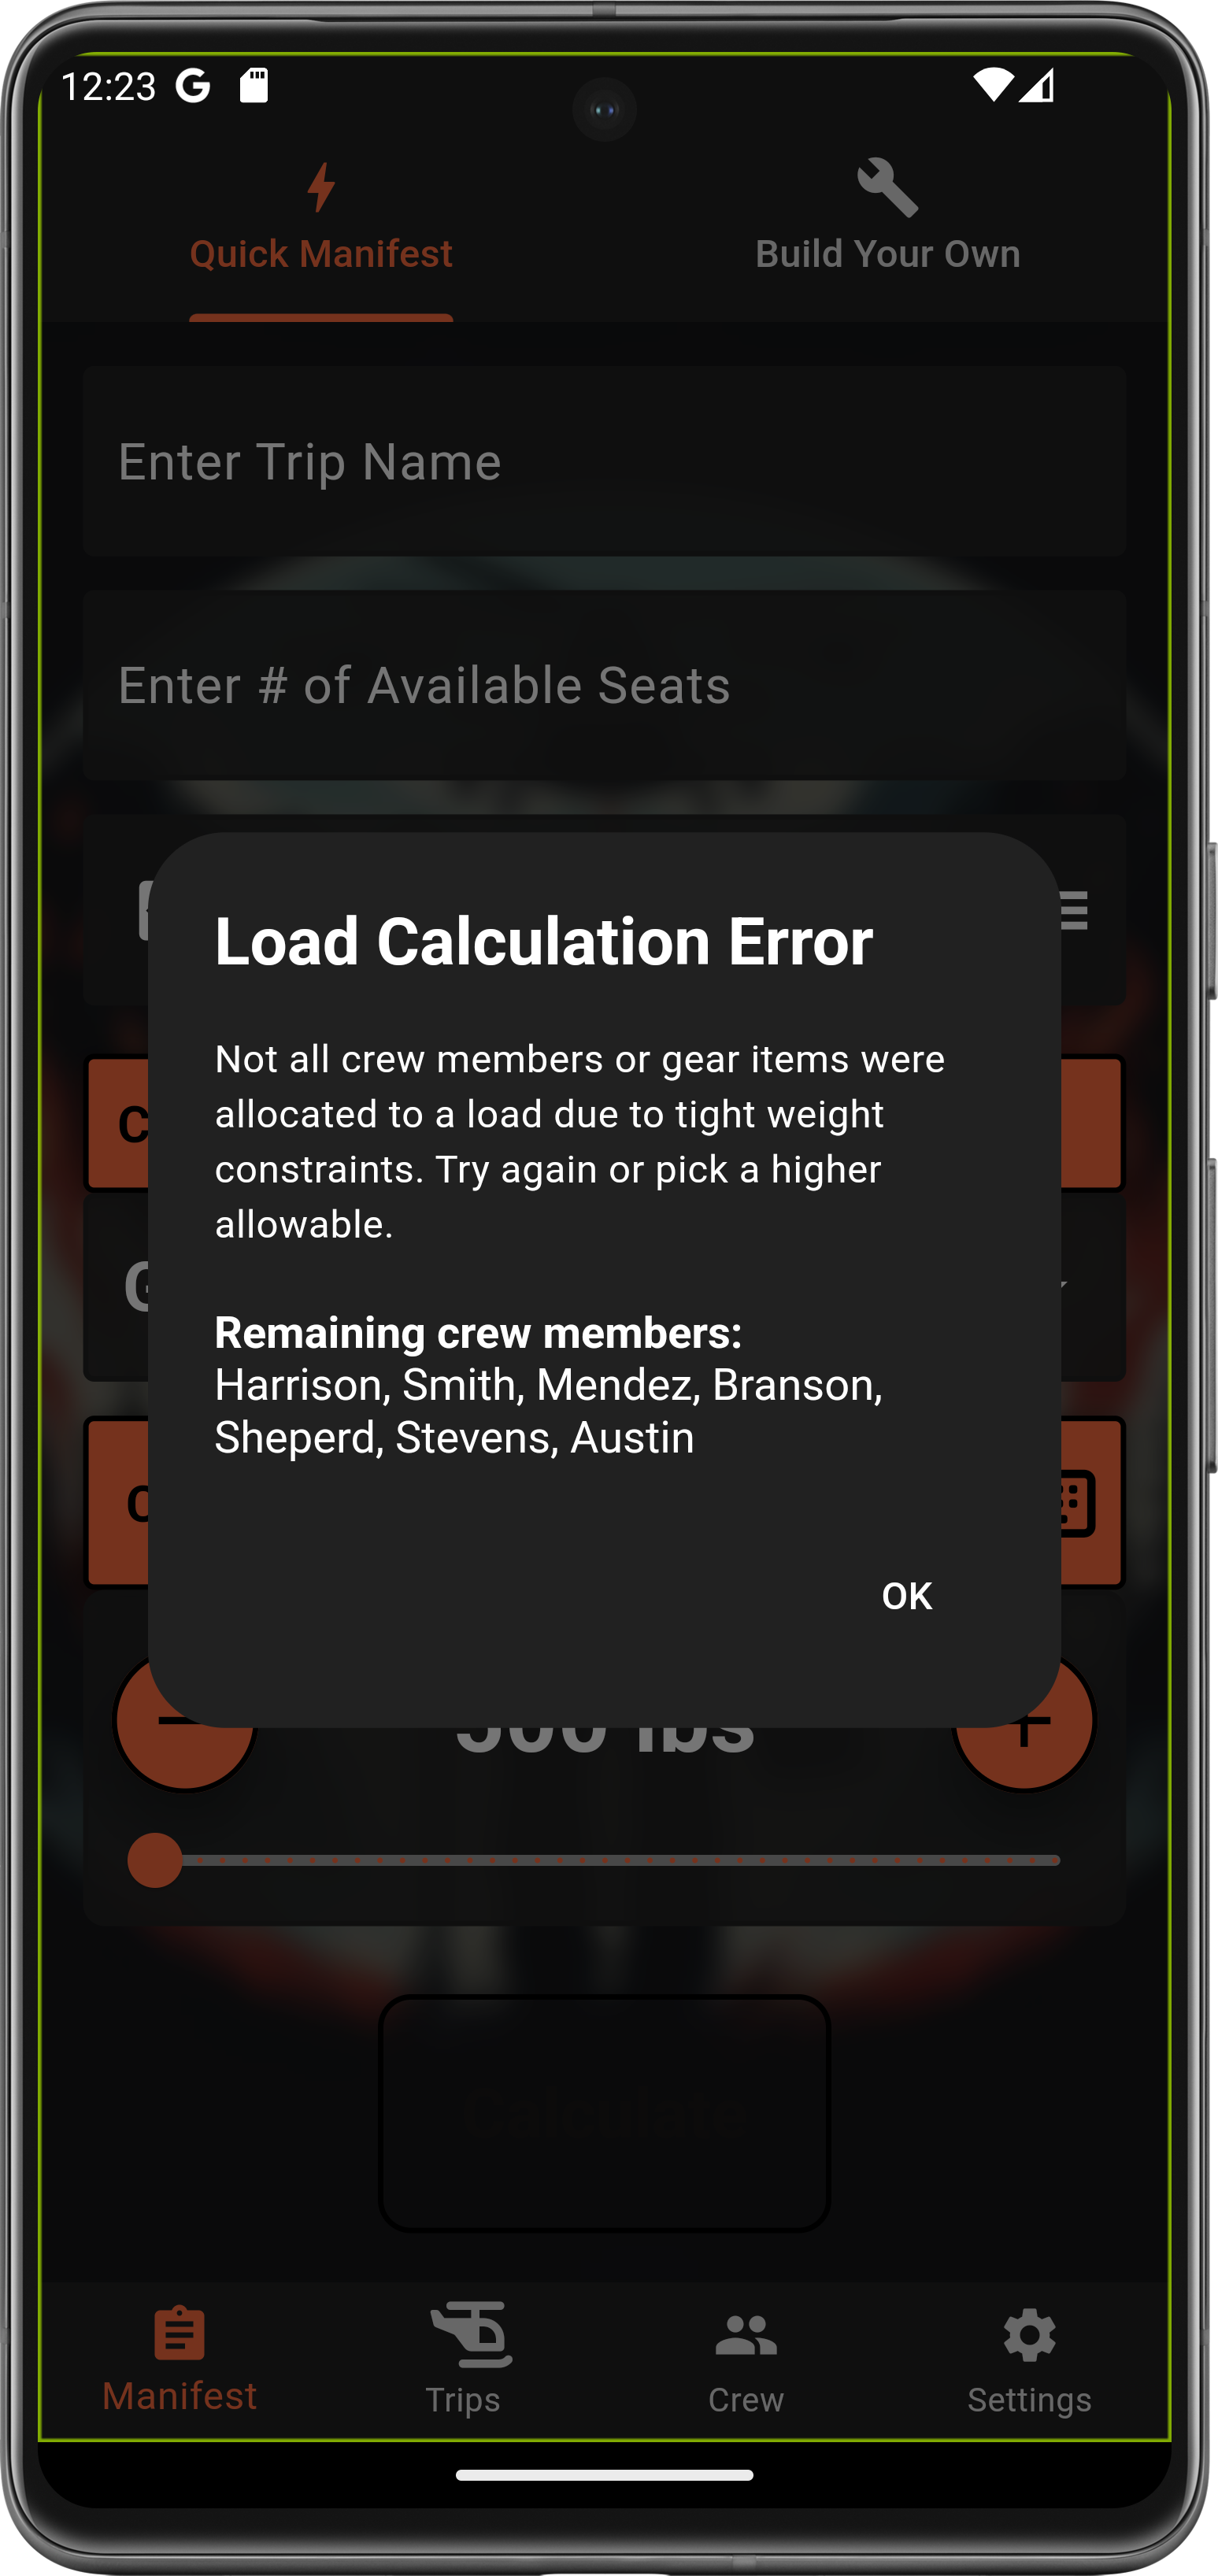 12:23
Quick Manifest
Build Your Own
Enter Trip Name
Enter # of Available Seats
Load Calculation Error
Not all crew members or gear items were
allocated to a load due to tight weight
constraints. Try again or pick a higher
allowable.
Remaining crew members:
Harrison, Smith, Mendez, Branson,
Sheperd, Stevens, Austin
OK
500 lbs
Manifest
Trips
Crew
Settings